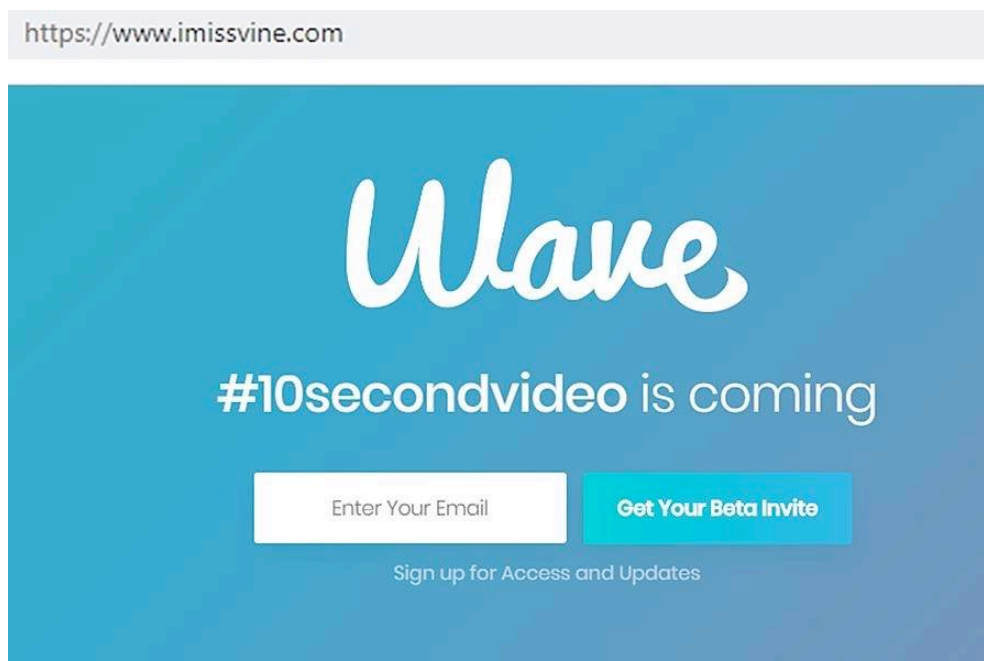 https://www.imissvine.com
Wave
#10secondvideo is coming
Enter Your Email
Get Your Beta Invite
Sign up for Access and Updates